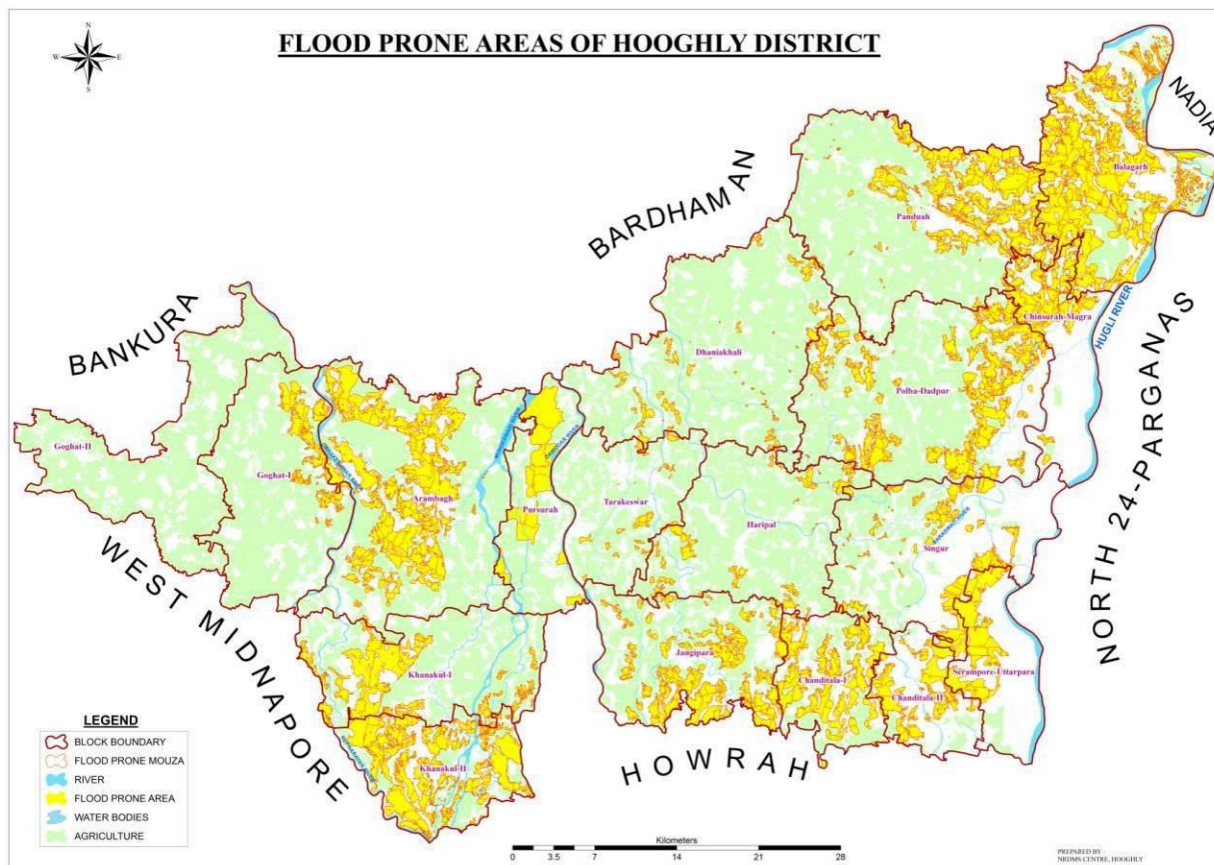 FLOOD PRONE AREAS OF HOOGHLY DISTRICT
N
W E
S
NADIA
BARDHAMAN
BANKURA
WEST MIDNAPORE
HOWRAH
NORTH 24-PARGANAS
HUGLI RIVER
Balagarh
Panduah
Chinsurah-Magra
Dhaniakhali
Polba-Dadpur
Goghat-II
Goghat-I
Arambagh
Pursurah
Tarakeswar
Haripal
Singur
Khanakul-I
Jangipara
Chanditala-I
Chanditala-II
Serampore-Uttarpara
Khanakul-II
LEGEND
BLOCK BOUNDARY
FLOOD PRONE MOUZA
RIVER
FLOOD PRONE AREA
WATER BODIES
AGRICULTURE
Kilometers
0 3.5 7 14 21 28
PREPARED BY :
NRDMS CENTRE, HOOGHLY